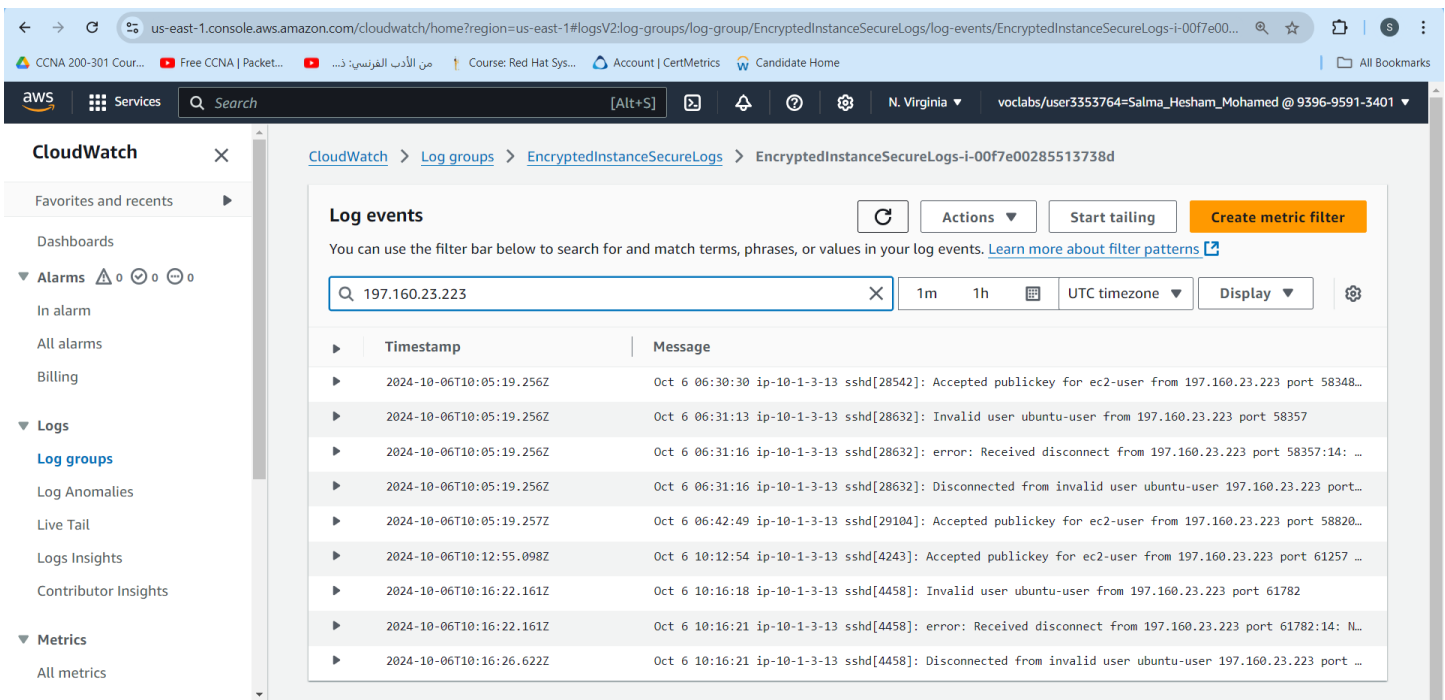 us-east-1.console.aws.amazon.com/cloudwatch/home?region=us-east-1#logsV2:log-groups/log-group/EncryptedInstanceSecureLogs/log-events/EncryptedInstanceSecureLogs-i-00f7e00... S
CCNA 200-301 Cour... Free CCNA | Packet... من الأدب الفرنسي: ذ... Course: Red Hat Sys... Account | CertMetrics Candidate Home All Bookmarks
aws Services Search [Alt+S] N. Virginia voclabs/user3353764=Salma_Hesham_Mohamed @ 9396-9591-3401
CloudWatch
Favorites and recents
Dashboards
Alarms 0 0 0
In alarm
All alarms
Billing
Logs
Log groups
Log Anomalies
Live Tail
Logs Insights
Contributor Insights
Metrics
All metrics
CloudWatch > Log groups > EncryptedInstanceSecureLogs > EncryptedInstanceSecureLogs-i-00f7e00285513738d
Log events Actions Start tailing Create metric filter
You can use the filter bar below to search for and match terms, phrases, or values in your log events. Learn more about filter patterns
197.160.23.223 1m 1h UTC timezone Display
Timestamp Message
2024-10-06T10:05:19.256Z Oct 6 06:30:30 ip-10-1-3-13 sshd[28542]: Accepted publickey for ec2-user from 197.160.23.223 port 58348…
2024-10-06T10:05:19.256Z Oct 6 06:31:13 ip-10-1-3-13 sshd[28632]: Invalid user ubuntu-user from 197.160.23.223 port 58357
2024-10-06T10:05:19.256Z Oct 6 06:31:16 ip-10-1-3-13 sshd[28632]: error: Received disconnect from 197.160.23.223 port 58357:14: …
2024-10-06T10:05:19.256Z Oct 6 06:31:16 ip-10-1-3-13 sshd[28632]: Disconnected from invalid user ubuntu-user 197.160.23.223 port…
2024-10-06T10:05:19.257Z Oct 6 06:42:49 ip-10-1-3-13 sshd[29104]: Accepted publickey for ec2-user from 197.160.23.223 port 58820…
2024-10-06T10:12:55.098Z Oct 6 10:12:54 ip-10-1-3-13 sshd[4243]: Accepted publickey for ec2-user from 197.160.23.223 port 61257 …
2024-10-06T10:16:22.161Z Oct 6 10:16:18 ip-10-1-3-13 sshd[4458]: Invalid user ubuntu-user from 197.160.23.223 port 61782
2024-10-06T10:16:22.161Z Oct 6 10:16:21 ip-10-1-3-13 sshd[4458]: error: Received disconnect from 197.160.23.223 port 61782:14: N…
2024-10-06T10:16:26.622Z Oct 6 10:16:21 ip-10-1-3-13 sshd[4458]: Disconnected from invalid user ubuntu-user 197.160.23.223 port …